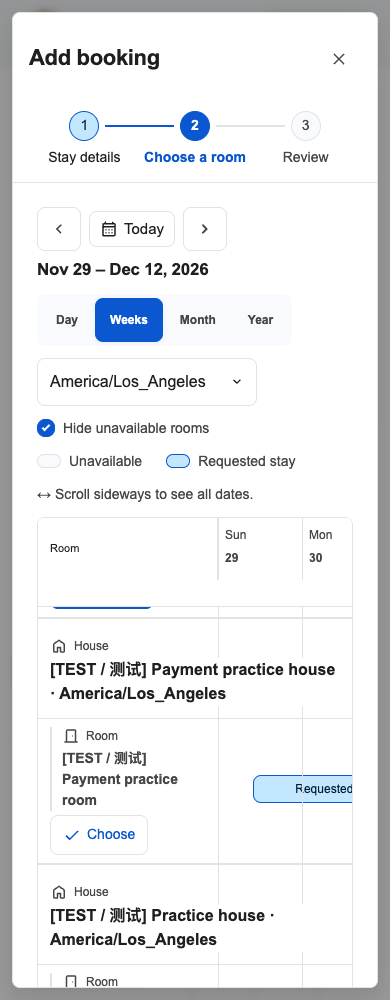 Add booking
1
2
3
Stay details
Choose a room
Review
Today
Nov 29 – Dec 12, 2026
Day
Weeks
Month
Year
America/Los_Angeles
Hide unavailable rooms
Unavailable
Requested stay
Scroll sideways to see all dates.
Room
Sun
29
Mon
30
House
[TEST / 测试] Payment practice house
· America/Los_Angeles
Room
[TEST / 测试]
Payment practice
room
Requested
Choose
House
[TEST / 测试] Practice house ·
America/Los_Angeles
Room